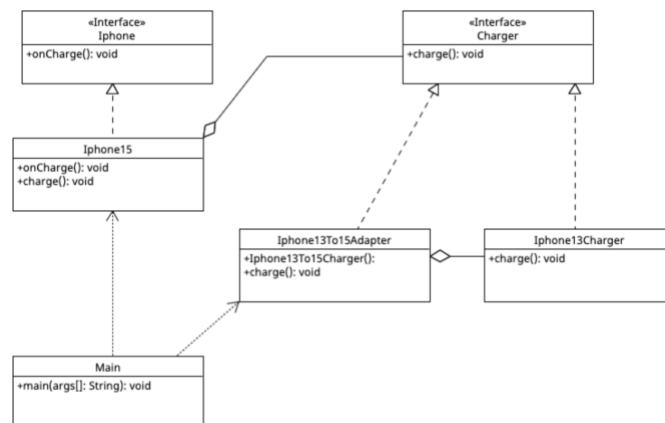 «Interface»
Iphone
+onCharge(): void
«Interface»
Charger
+charge(): void
Iphone15
+onCharge(): void
+charge(): void
Iphone13To15Adapter
+Iphone13To15Charger():
+charge(): void
Iphone13Charger
+charge(): void
Main
+main(args[]: String): void